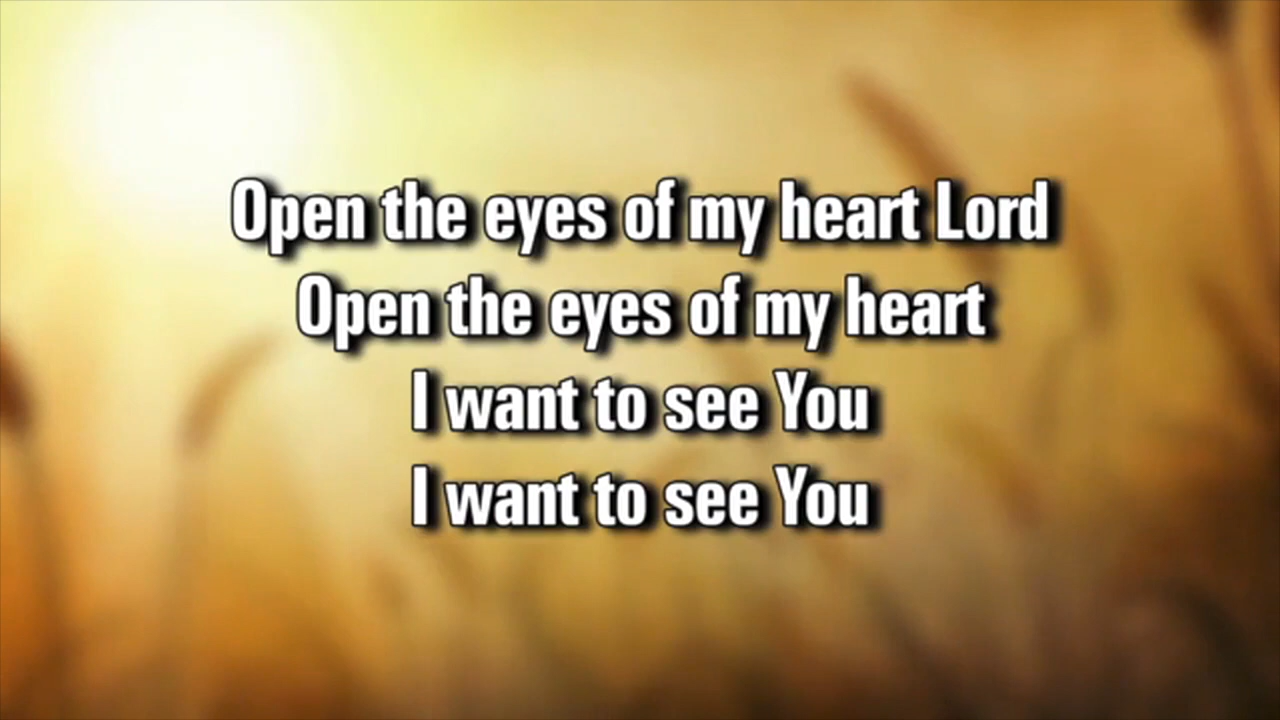 Open the eyes of my heart Lord
Open the eyes of my heart
I want to see You
I want to see You